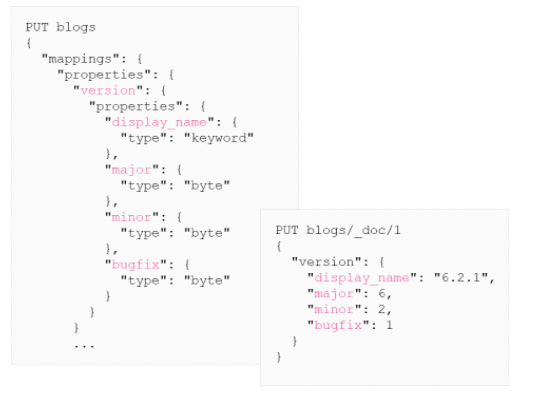 PUT blogs
{
  "mappings": {
    "properties": {
      "version": {
        "properties": {
          "display_name": {
            "type": "keyword"
          },
          "major": {
            "type": "byte"
          },
          "minor": {
            "type": "byte"
          },
          "bugfix": {
            "type": "byte"
          }
        }
      }
      ...
PUT blogs/_doc/1
{
  "version": {
    "display_name": "6.2.1",
    "major": 6,
    "minor": 2,
    "bugfix": 1
  }
}